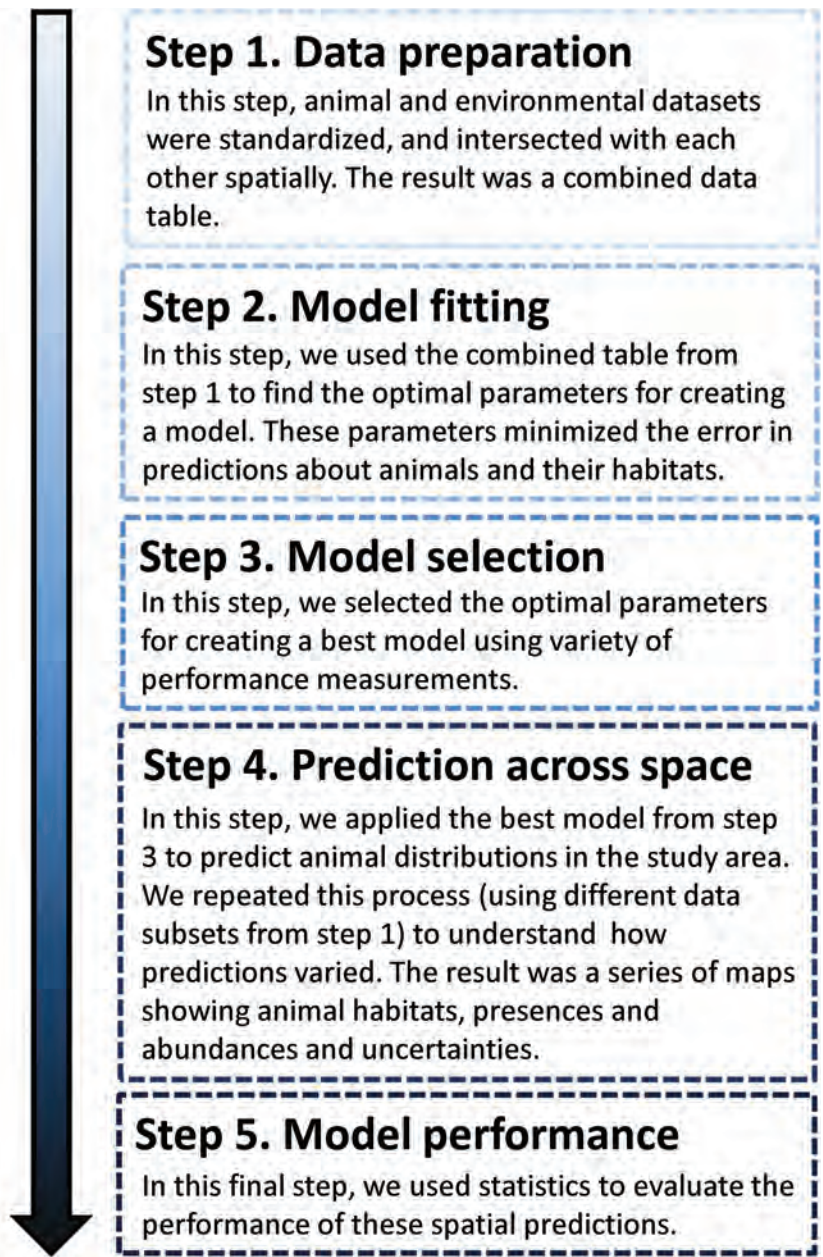 Step 1. Data preparation
In this step, animal and environmental datasets
were standardized, and intersected with each
other spatially. The result was a combined data
table.
Step 2. Model fitting
In this step, we used the combined table from
step 1 to find the optimal parameters for creating
a model. These parameters minimized the error in
predictions about animals and their habitats.
Step 3. Model selection
In this step, we selected the optimal parameters
for creating a best model using variety of
performance measurements.
Step 4. Prediction across space
In this step, we applied the best model from step
3 to predict animal distributions in the study area.
We repeated this process (using different data
subsets from step 1) to understand how
predictions varied. The result was a series of maps
showing animal habitats, presences and
abundances and uncertainties.
Step 5. Model performance
In this final step, we used statistics to evaluate the
performance of these spatial predictions.